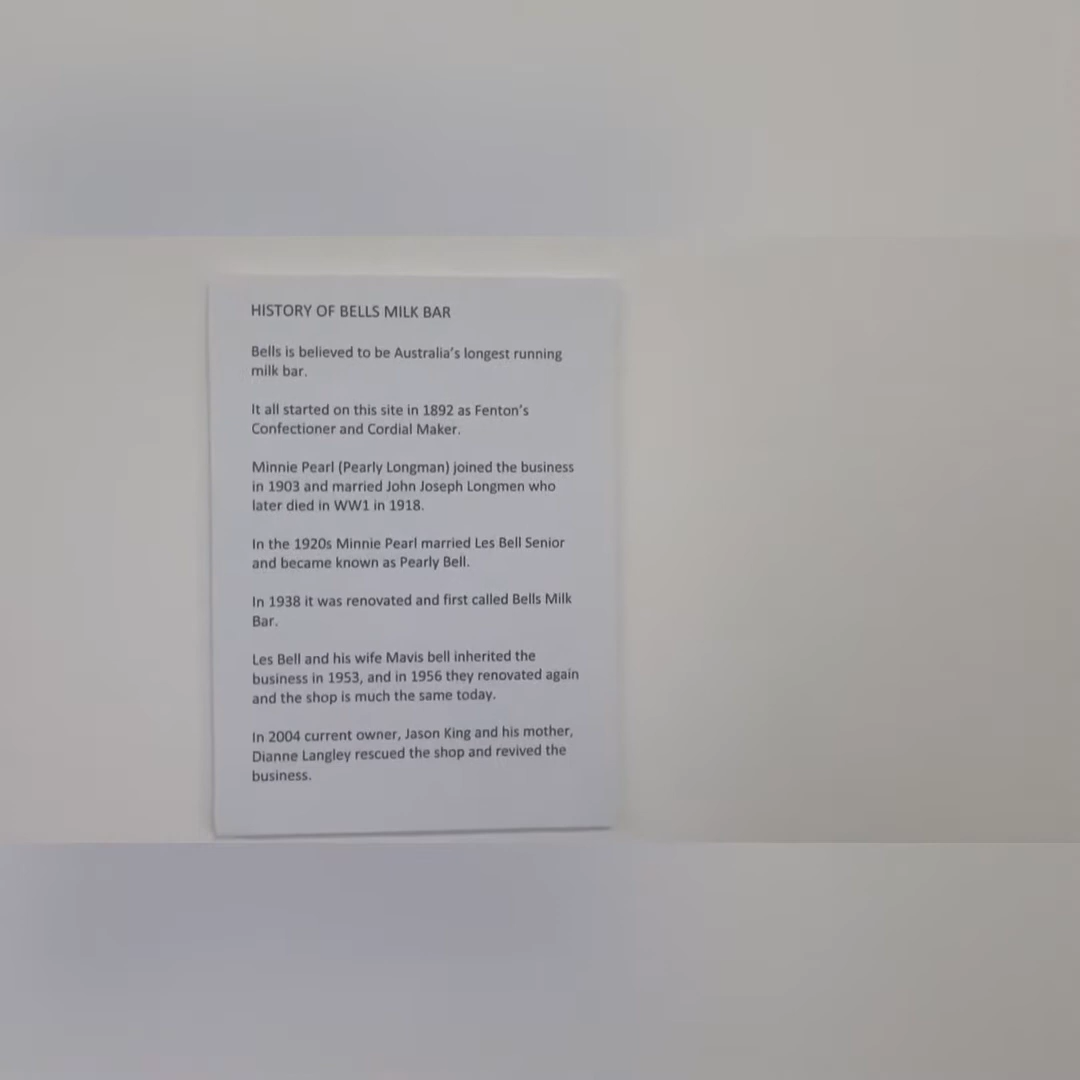 HISTORY OF BELLS MILK BAR
Bells is believed to be Australia's longest running
milk bar.
It all started on this site in 1892 as Fenton's
Confectioner and Cordial Maker.
Minnie Pearl (Pearly Longman) joined the business
in 1903 and married John Joseph Longmen who
later died in WW1 in 1918.
In the 1920s Minnie Pearl married Les Bell Senior
and became known as Pearly Bell.
In 1938 it was renovated and first called Bells Milk
Bar.
Les Bell and his wife Mavis bell inherited the
business in 1953, and in 1956 they renovated again
and the shop is much the same today.
In 2004 current owner, Jason King and his mother,
Dianne Langley rescued the shop and revived the
business.